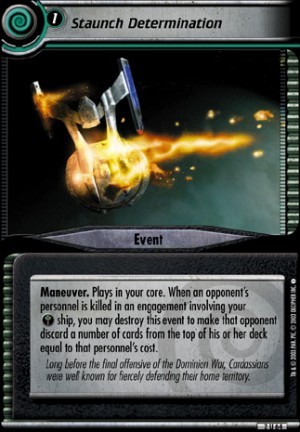 1 Staunch Determination
Event
Maneuver. Plays in your core. When an opponent's
personnel is killed in an engagement involving your
ship, you may destroy this event to make that opponent
discard a number of cards from the top of his or her deck
equal to that personnel's cost.
Long before the final offensive of the Dominion War, Cardassians
were well known for fiercely defending their home territory.